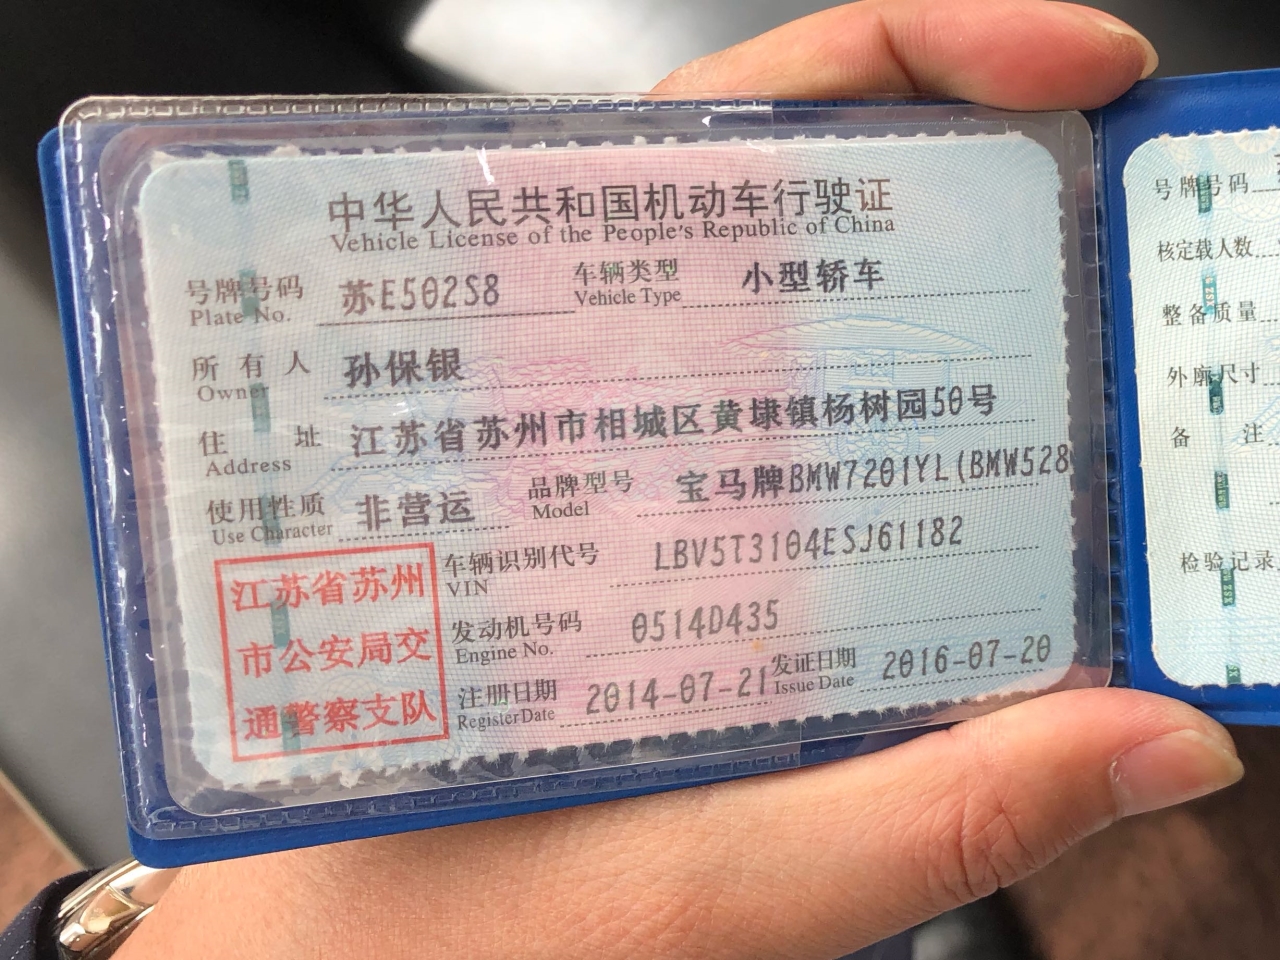 中华人民共和国机动车行驶证
Vehicle License of the People's Republic of China
号牌号码 苏E502S8 车辆类型 小型轿车
Plate No. Vehicle Type
所有人 孙保银
Owner
住址 江苏省苏州市相城区黄埭镇杨树园50号
Address
使用性质 非营运 品牌型号 宝马牌BMW7201YL(BMW528
Use Character Model
车辆识别代号 LBV5T3104ESJ61182
VIN
发动机号码 0514D435
Engine No.
注册日期 2014-07-21 发证日期 2016-07-20
Register Date Issue Date
江苏省苏州
市公安局交
通警察支队
号牌号码
核定载人数
整备质量
外廓尺寸
备注
检验记录